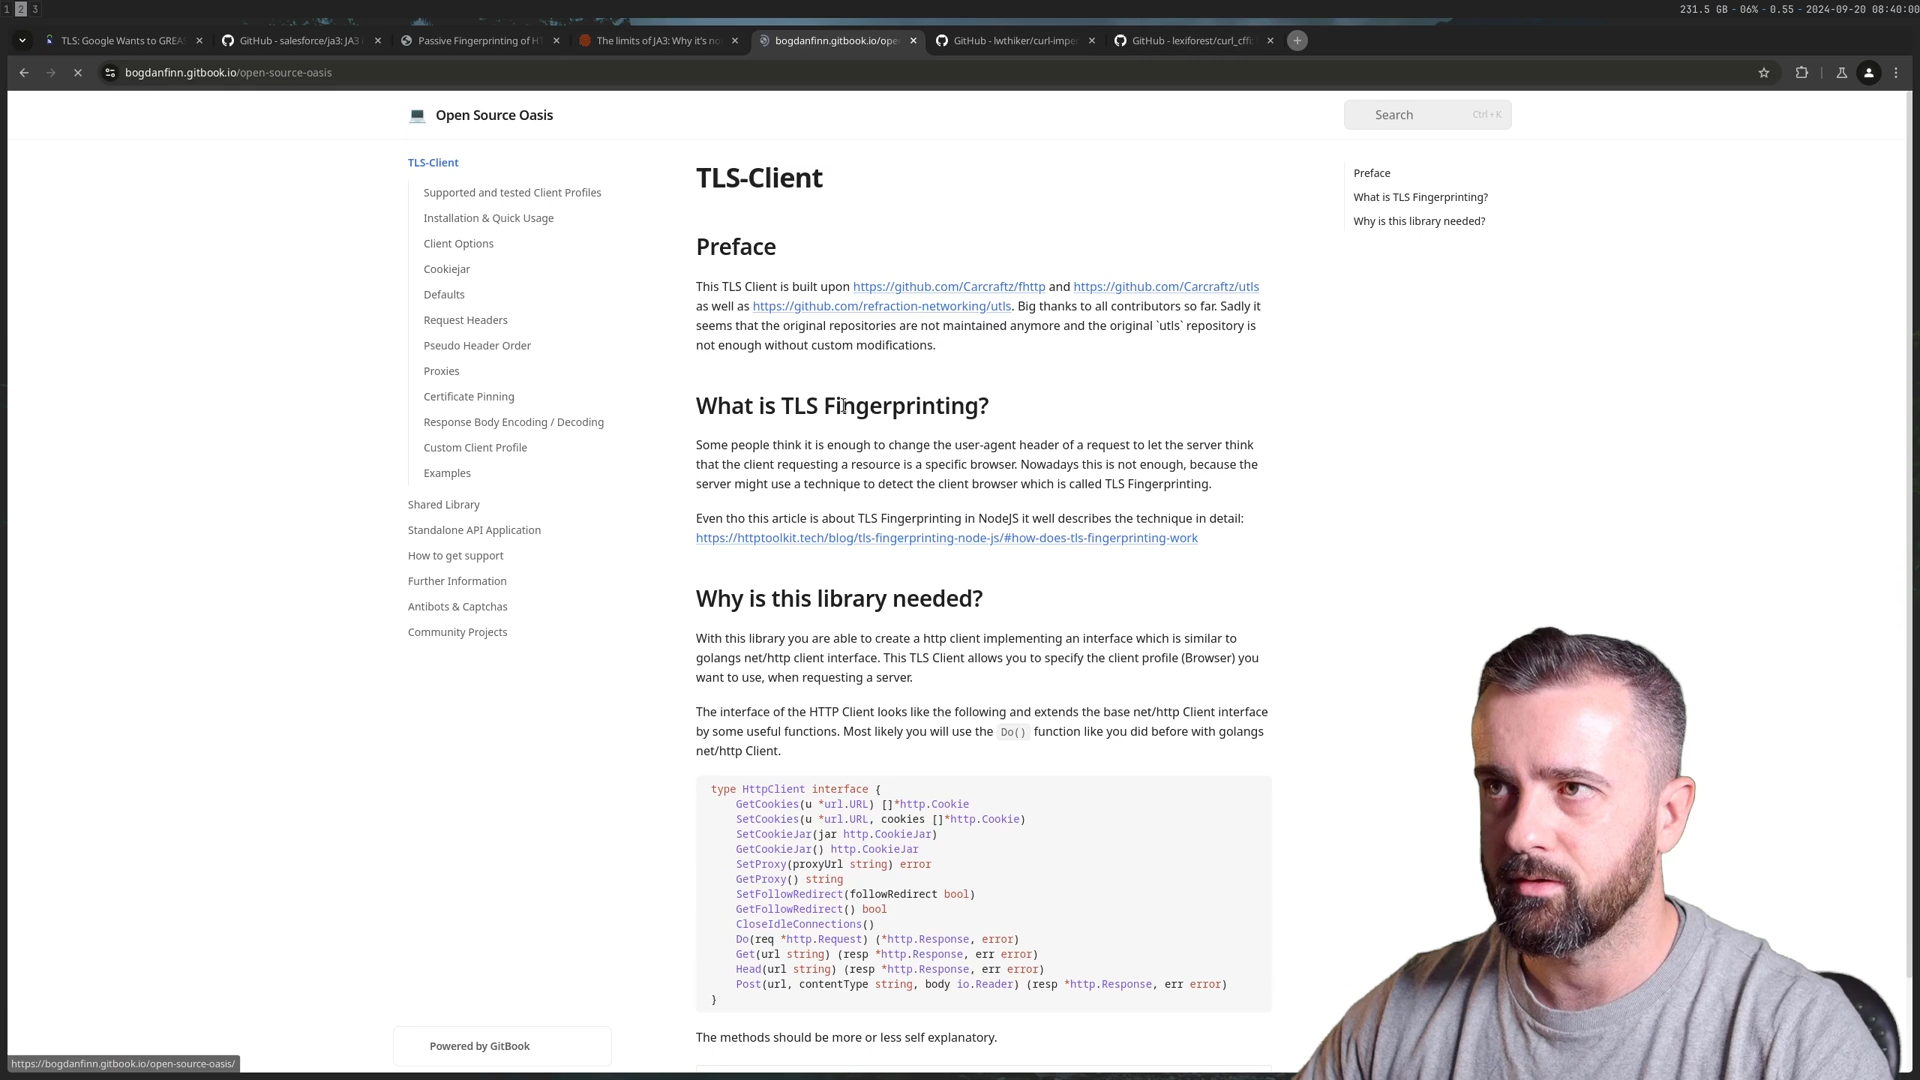 1 2 3
231.5 GB - 06% - 0.55 - 2024-09-20 08:40:00
TLS: Google Wants to GREA
GitHub - salesforce/ja3: JA3
Passive Fingerprinting of H
The limits of JA3: Why it's no
bogdanfinn.gitbook.io/ope
GitHub - lwthiker/curl-impe
GitHub - lexiforest/curl_cffi:
bogdanfinn.gitbook.io/open-source-oasis
Open Source Oasis
Search Ctrl + K
TLS-Client
Supported and tested Client Profiles
Installation & Quick Usage
Client Options
Cookiejar
Defaults
Request Headers
Pseudo Header Order
Proxies
Certificate Pinning
Response Body Encoding / Decoding
Custom Client Profile
Examples
Shared Library
Standalone API Application
How to get support
Further Information
Antibots & Captchas
Community Projects
Powered by GitBook
https://bogdanfinn.gitbook.io/open-source-oasis/
TLS-Client
Preface
This TLS Client is built upon https://github.com/Carcraftz/fhttp and https://github.com/Carcraftz/utls
as well as https://github.com/refraction-networking/utls. Big thanks to all contributors so far. Sadly it
seems that the original repositories are not maintained anymore and the original `utls` repository is
not enough without custom modifications.
What is TLS Fingerprinting?
Some people think it is enough to change the user-agent header of a request to let the server think
that the client requesting a resource is a specific browser. Nowadays this is not enough, because the
server might use a technique to detect the client browser which is called TLS Fingerprinting.
Even tho this article is about TLS Fingerprinting in NodeJS it well describes the technique in detail:
https://httptoolkit.tech/blog/tls-fingerprinting-node-js/#how-does-tls-fingerprinting-work
Why is this library needed?
With this library you are able to create a http client implementing an interface which is similar to
golangs net/http client interface. This TLS Client allows you to specify the client profile (Browser) you
want to use, when requesting a server.
The interface of the HTTP Client looks like the following and extends the base net/http Client interface
by some useful functions. Most likely you will use the Do() function like you did before with golangs
net/http Client.
type HttpClient interface {
GetCookies(u *url.URL) []*http.Cookie
SetCookies(u *url.URL, cookies []*http.Cookie)
SetCookieJar(jar http.CookieJar)
GetCookieJar() http.CookieJar
SetProxy(proxyUrl string) error
GetProxy() string
SetFollowRedirect(followRedirect bool)
GetFollowRedirect() bool
CloseIdleConnections()
Do(req *http.Request) (*http.Response, error)
Get(url string) (resp *http.Response, err error)
Head(url string) (resp *http.Response, err error)
Post(url, contentType string, body io.Reader) (resp *http.Response, err error)
}
The methods should be more or less self explanatory.
Preface
What is TLS Fingerprinting?
Why is this library needed?